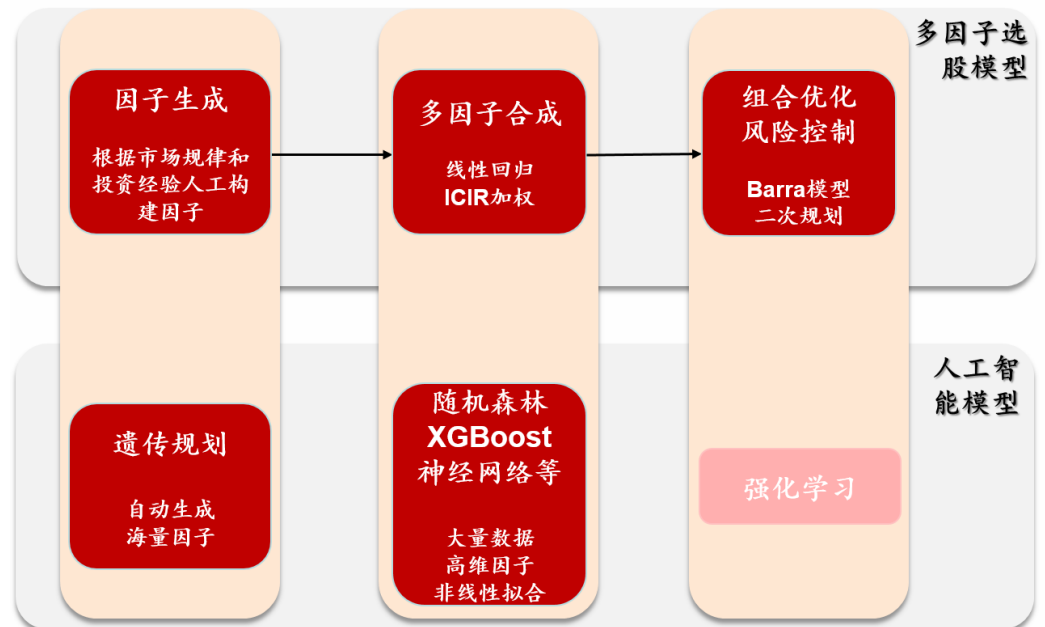 多因子选
股模型
因子生成
根据市场规律和
投资经验人工构
建因子
多因子合成
线性回归
ICIR加权
组合优化
风险控制
Barra模型
二次规划
人工智
能模型
遗传规划
自动生成
海量因子
随机森林
XGBoost
神经网络等
大量数据
高维因子
非线性拟合
强化学习